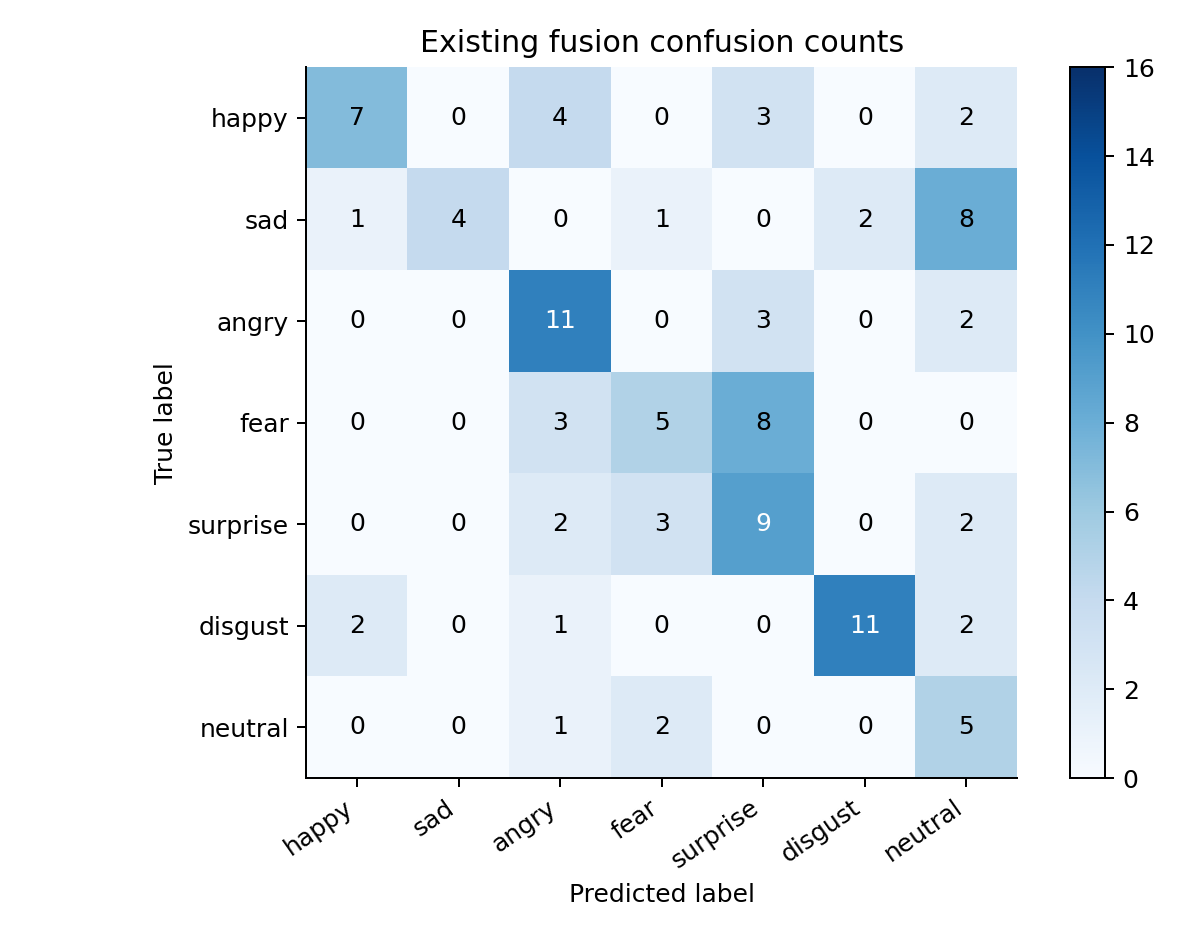 Existing fusion confusion counts
happy 7 0 4 0 3 0 2
sad 1 4 0 1 0 2 8
angry 0 0 11 0 3 0 2
fear 0 0 3 5 8 0 0
surprise 0 0 2 3 9 0 2
disgust 2 0 1 0 0 11 2
neutral 0 0 1 2 0 0 5
happy sad angry fear surprise disgust neutral
Predicted label
True label
16
14
12
10
8
6
4
2
0